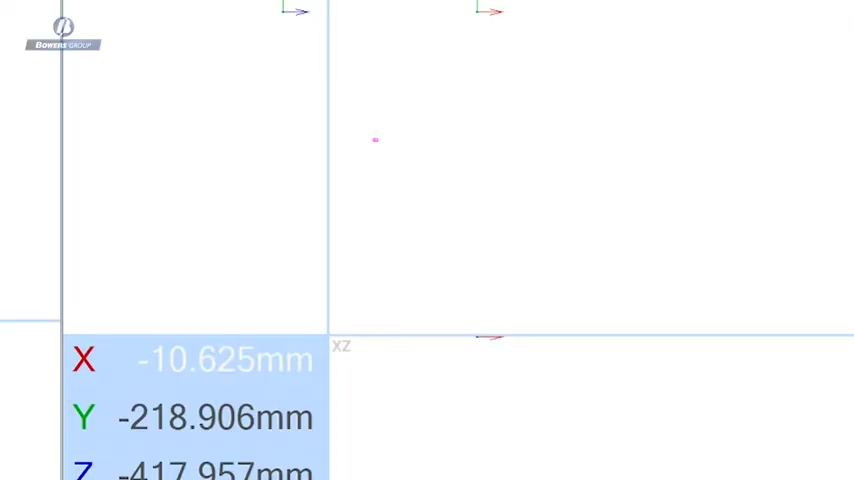 BOWERS GROUP
XZ
X -10.625mm
Y -218.906mm
Z -417.957mm